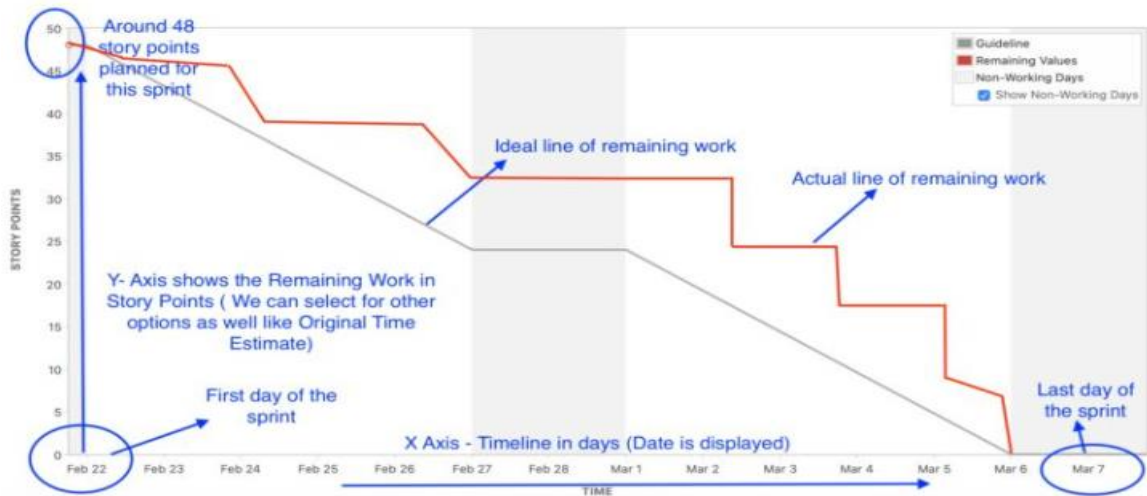 50
45
40
35
30
25
20
15
10
5
0
STORY POINTS
Around 48
story points
planned for
this sprint
Guideline
Remaining Values
Non-Working Days
Show Non-Working Days
Ideal line of remaining work
Actual line of remaining work
Y- Axis shows the Remaining Work in
Story Points ( We can select for other
options as well like Original Time
Estimate)
First day of the
sprint
Last day of
the sprint
X Axis - Timeline in days (Date is displayed)
Feb 22 Feb 23 Feb 24 Feb 25 Feb 26 Feb 27 Feb 28 Mar 1 Mar 2 Mar 3 Mar 4 Mar 5 Mar 6 Mar 7
TIME